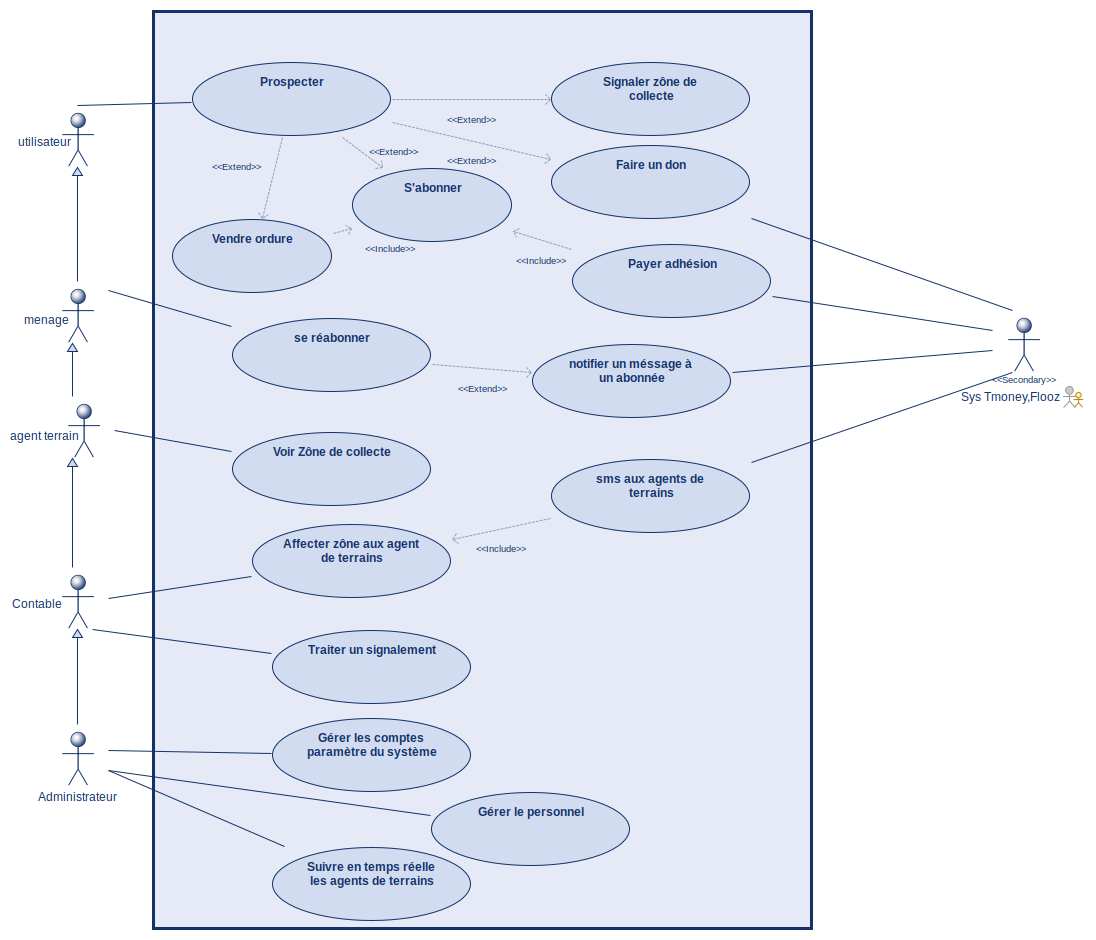 Prospecter
Signaler zône de
collecte
<<Extend>>
utilisateur
<<Extend>>
<<Extend>>
<<Extend>>
Faire un don
S'abonner
Vendre ordure
<<Include>>
<<Include>>
Payer adhésion
menage
se réabonner
notifier un méssage à
un abonnée
<<Extend>>
<<Secondary>>
Sys Tmoney,Flooz
agent terrain
Voir Zône de collecte
sms aux agents de
terrains
Affecter zône aux agent
de terrains
<<Include>>
Contable
Traiter un signalement
Gérer les comptes
paramètre du système
Administrateur
Gérer le personnel
Suivre en temps réelle
les agents de terrains